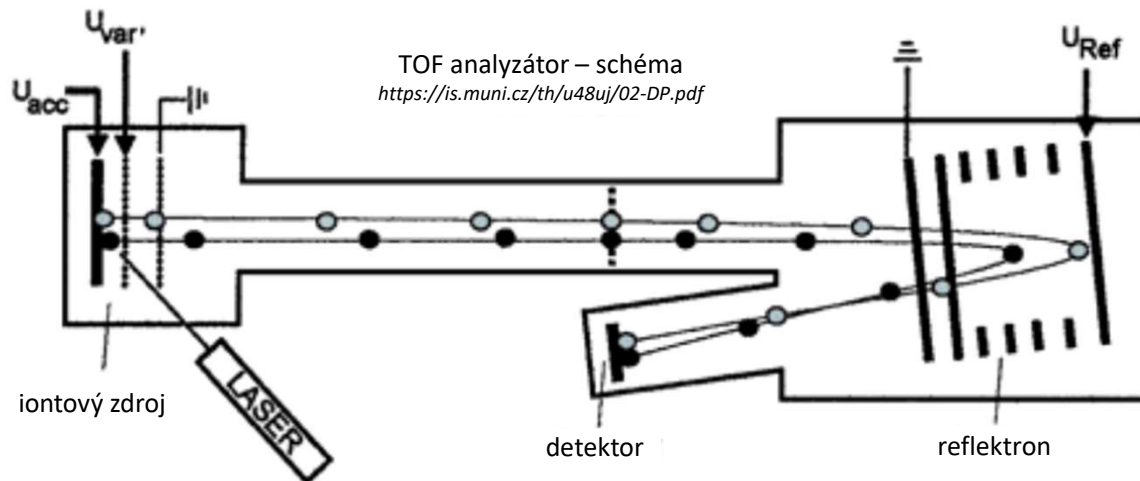 TOF analyzátor – schéma
https://is.muni.cz/th/u48uj/02-DP.pdf
U_var'
U_acc
U_Ref
LASER
iontový zdroj
detektor
reflektron